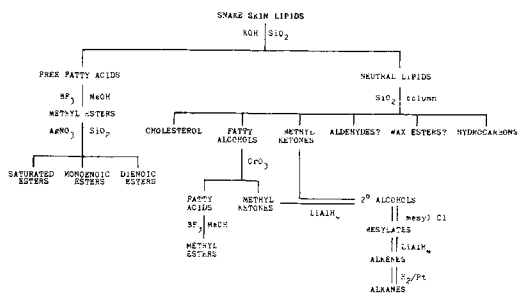 SNAKE SKIN LIPIDS
KOH SiO2
FREE FATTY ACIDS
NEUTRAL LIPIDS
BF3 MeOH
SiO2 column
METHYL ESTERS
AgNO3 SiO2
CHOLESTEROL FATTY ALCOHOLS METHYL KETONES ALDEHYDES? WAX ESTERS? HYDROCARBONS
CrO3
SATURATED ESTERS MONOENOIC ESTERS DIENOIC ESTERS
FATTY ACIDS METHYL KETONES LiAlH4 2° ALCOHOLS
BF3 MeOH
mesyl Cl
METHYL ESTERS
MESYLATES
LiAlH4
ALKENES
H2/Pt
ALKANES